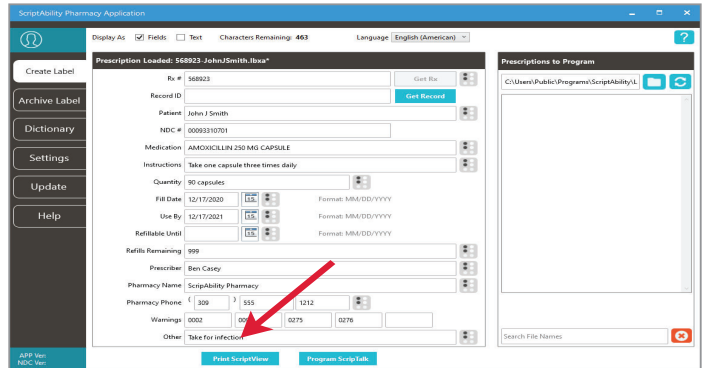 ScriptAbility Pharmacy Application
Display As Fields Text Characters Remaining: 463 Language English (American)
?
Create Label
Archive Label
Dictionary
Settings
Update
Help
APP Ver:
NDC Ver:
Prescription Loaded: 568923-JohnJSmith.lbxa*
Rx # 568923 Get Rx
Record ID Get Record
Patient John J Smith
NDC # 00093310701
Medication AMOXICILLIN 250 MG CAPSULE
Instructions Take one capsule three times daily
Quantity 90 capsules
Fill Date 12/17/2020 15 Format: MM/DD/YYYY
Use By 12/17/2021 15 Format: MM/DD/YYYY
Refillable Until 15 Format: MM/DD/YYYY
Refills Remaining 999
Prescriber Ben Casey
Pharmacy Name ScripAbility Pharmacy
Pharmacy Phone ( 309 ) 555 1212
Warnings 0002 0275 0276
Other Take for infection
Print ScriptView Program ScripTalk
Prescriptions to Program
C:\Users\Public\Programs\ScriptAbility\L
Search File Names